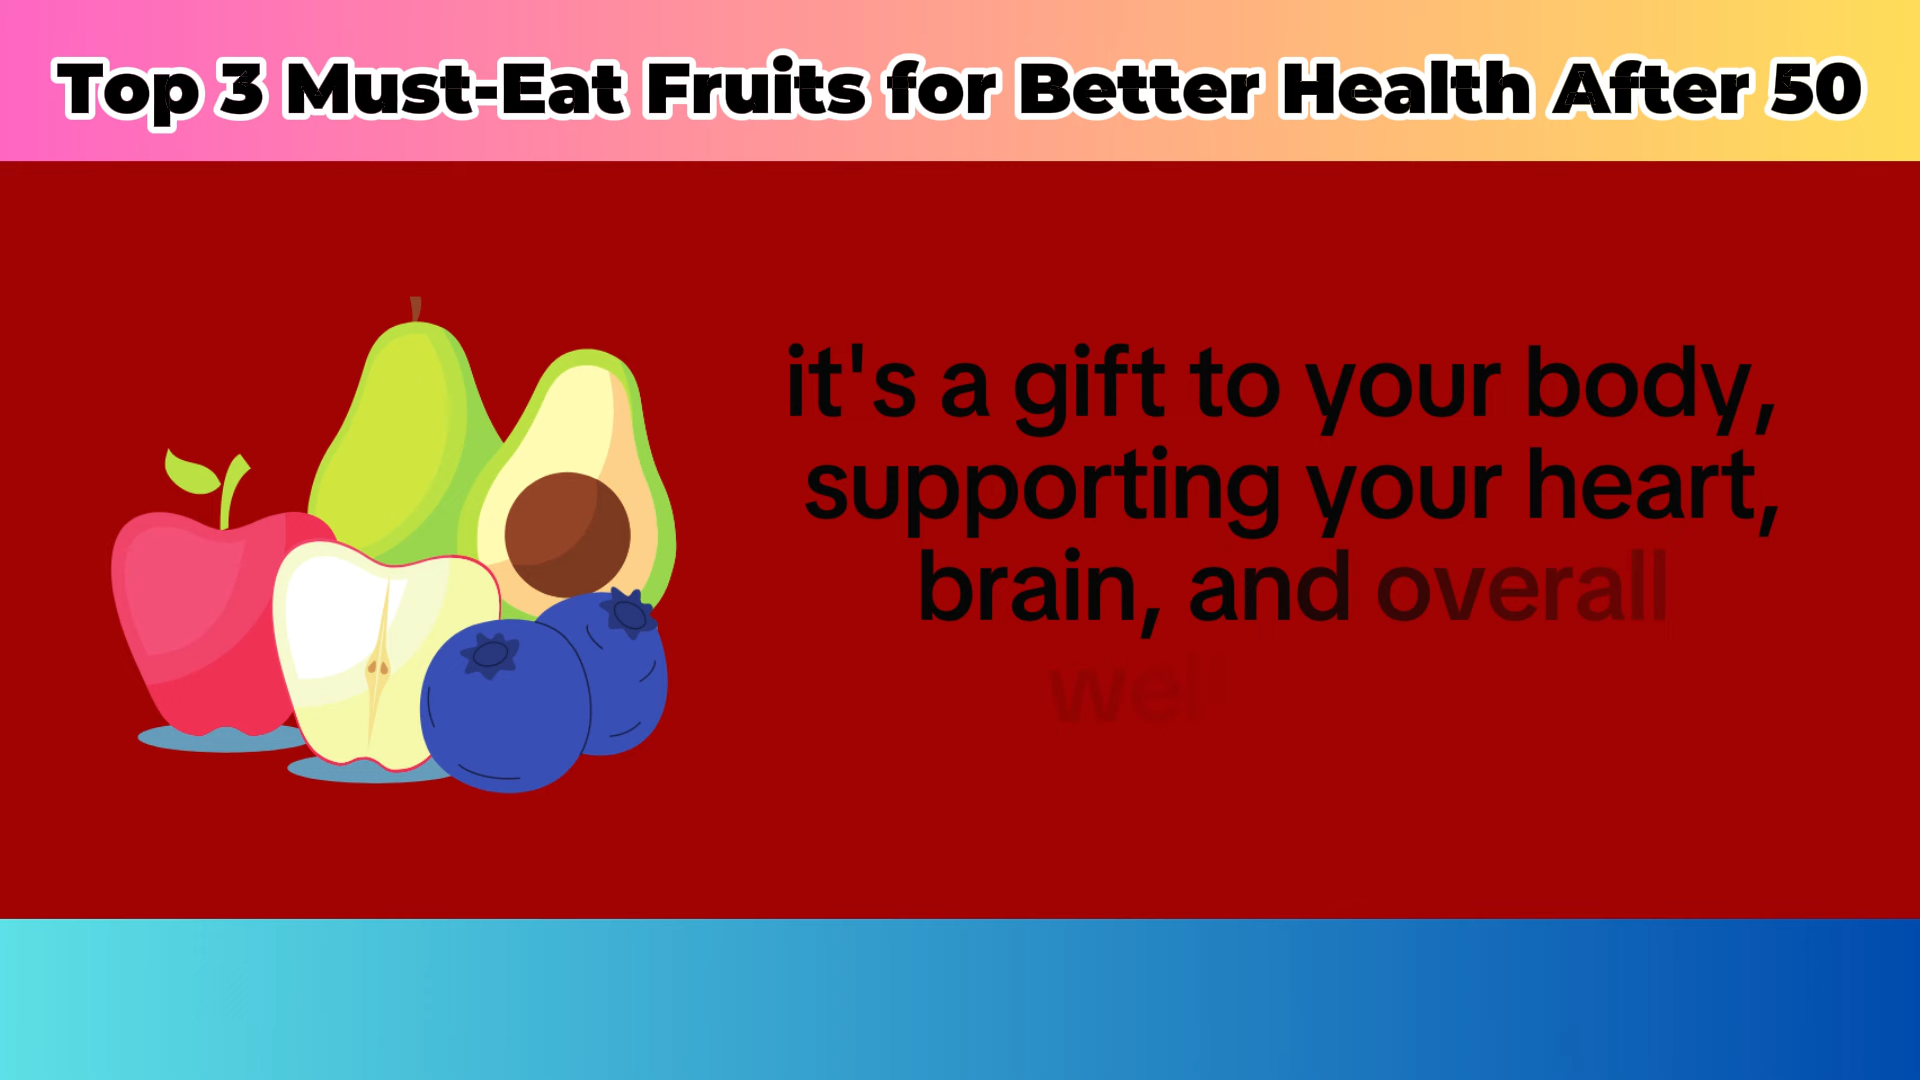 Top 3 Must-Eat Fruits for Better Health After 50
it's a gift to your body,
supporting your heart,
brain, and overall
well